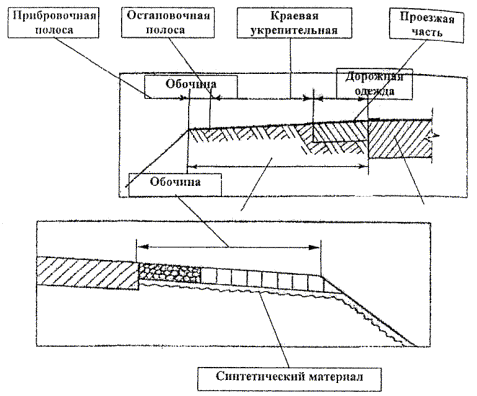 Прибровочная
полоса
Остановочная
полоса
Краевая
укрепительная
Проезжая
часть
Обочина
Дорожная
одежда
Обочина
Синтетический материал